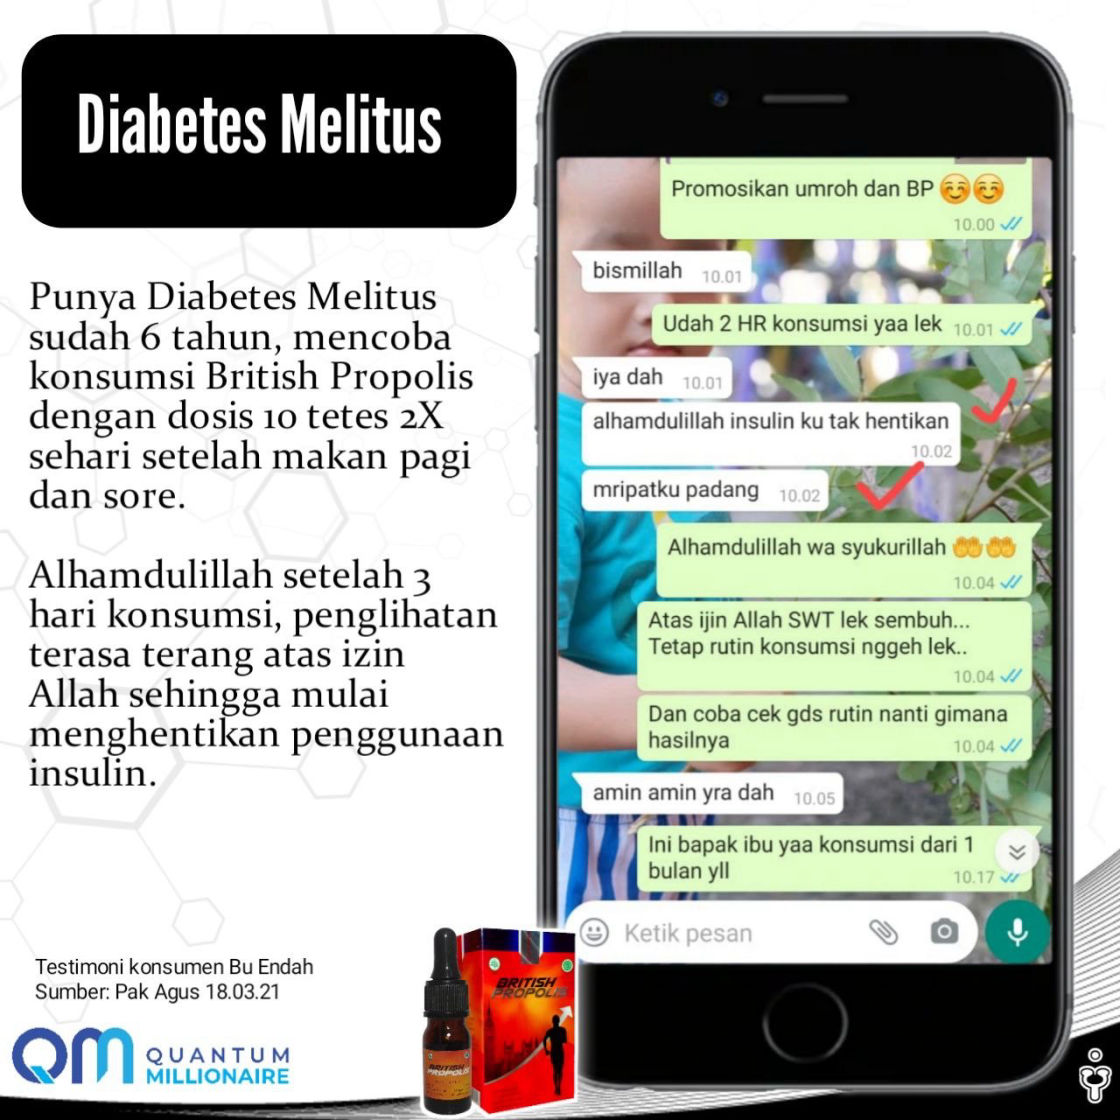 Diabetes Melitus
Punya Diabetes Melitus
sudah 6 tahun, mencoba
konsumsi British Propolis
dengan dosis 10 tetes 2X
sehari setelah makan pagi
dan sore.
Alhamdulillah setelah 3
hari konsumsi, penglihatan
terasa terang atas izin
Allah sehingga mulai
menghentikan penggunaan
insulin.
Testimoni konsumen Bu Endah
Sumber: Pak Agus 18.03.21
QM QUANTUM
MILLIONAIRE
BRITISH
PROPOLIS
BRITISH
PROPOLIS
Promosikan umroh dan BP ☺️☺️
10.00
bismillah 10.01
Udah 2 HR konsumsi yaa lek 10.01
iya dah 10.01
alhamdulillah insulin ku tak hentikan
10.02
mripatku padang 10.02
Alhamdulillah wa syukurillah 🤲🤲
10.04
Atas ijin Allah SWT lek sembuh...
Tetap rutin konsumsi nggeh lek..
10.04
Dan coba cek gds rutin nanti gimana
hasilnya 10.04
amin amin yra dah 10.05
Ini bapak ibu yaa konsumsi dari 1
bulan yll 10.17
Ketik pesan